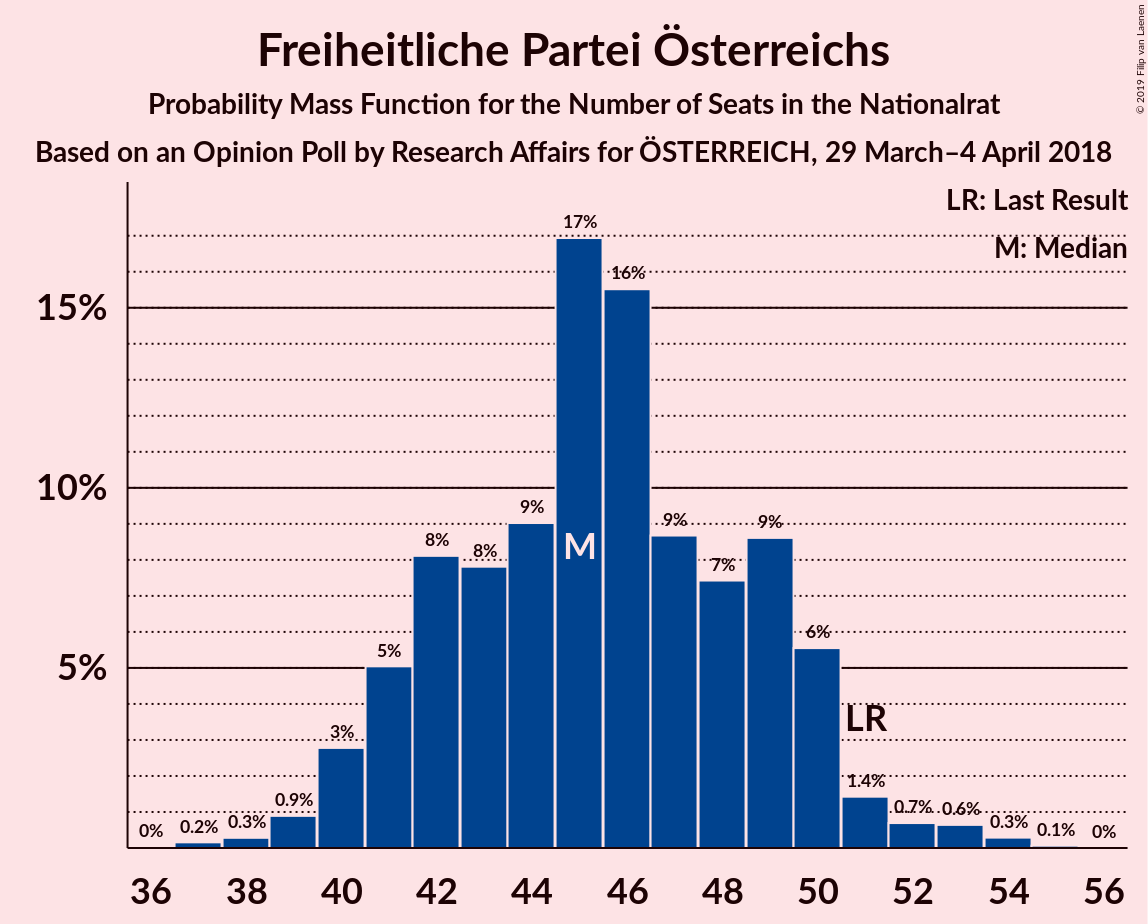 Freiheitliche Partei Österreichs
Probability Mass Function for the Number of Seats in the Nationalrat
Based on an Opinion Poll by Research Affairs for ÖSTERREICH, 29 March–4 April 2018
© 2019 Filip van Laenen
LR: Last Result
M: Median
15%
10%
5%
0%
0.2%
0.3%
0.9%
3%
5%
8%
8%
9%
17%
16%
9%
7%
9%
6%
1.4%
0.7%
0.6%
0.3%
0.1%
0%
M
LR
36 38 40 42 44 46 48 50 52 54 56